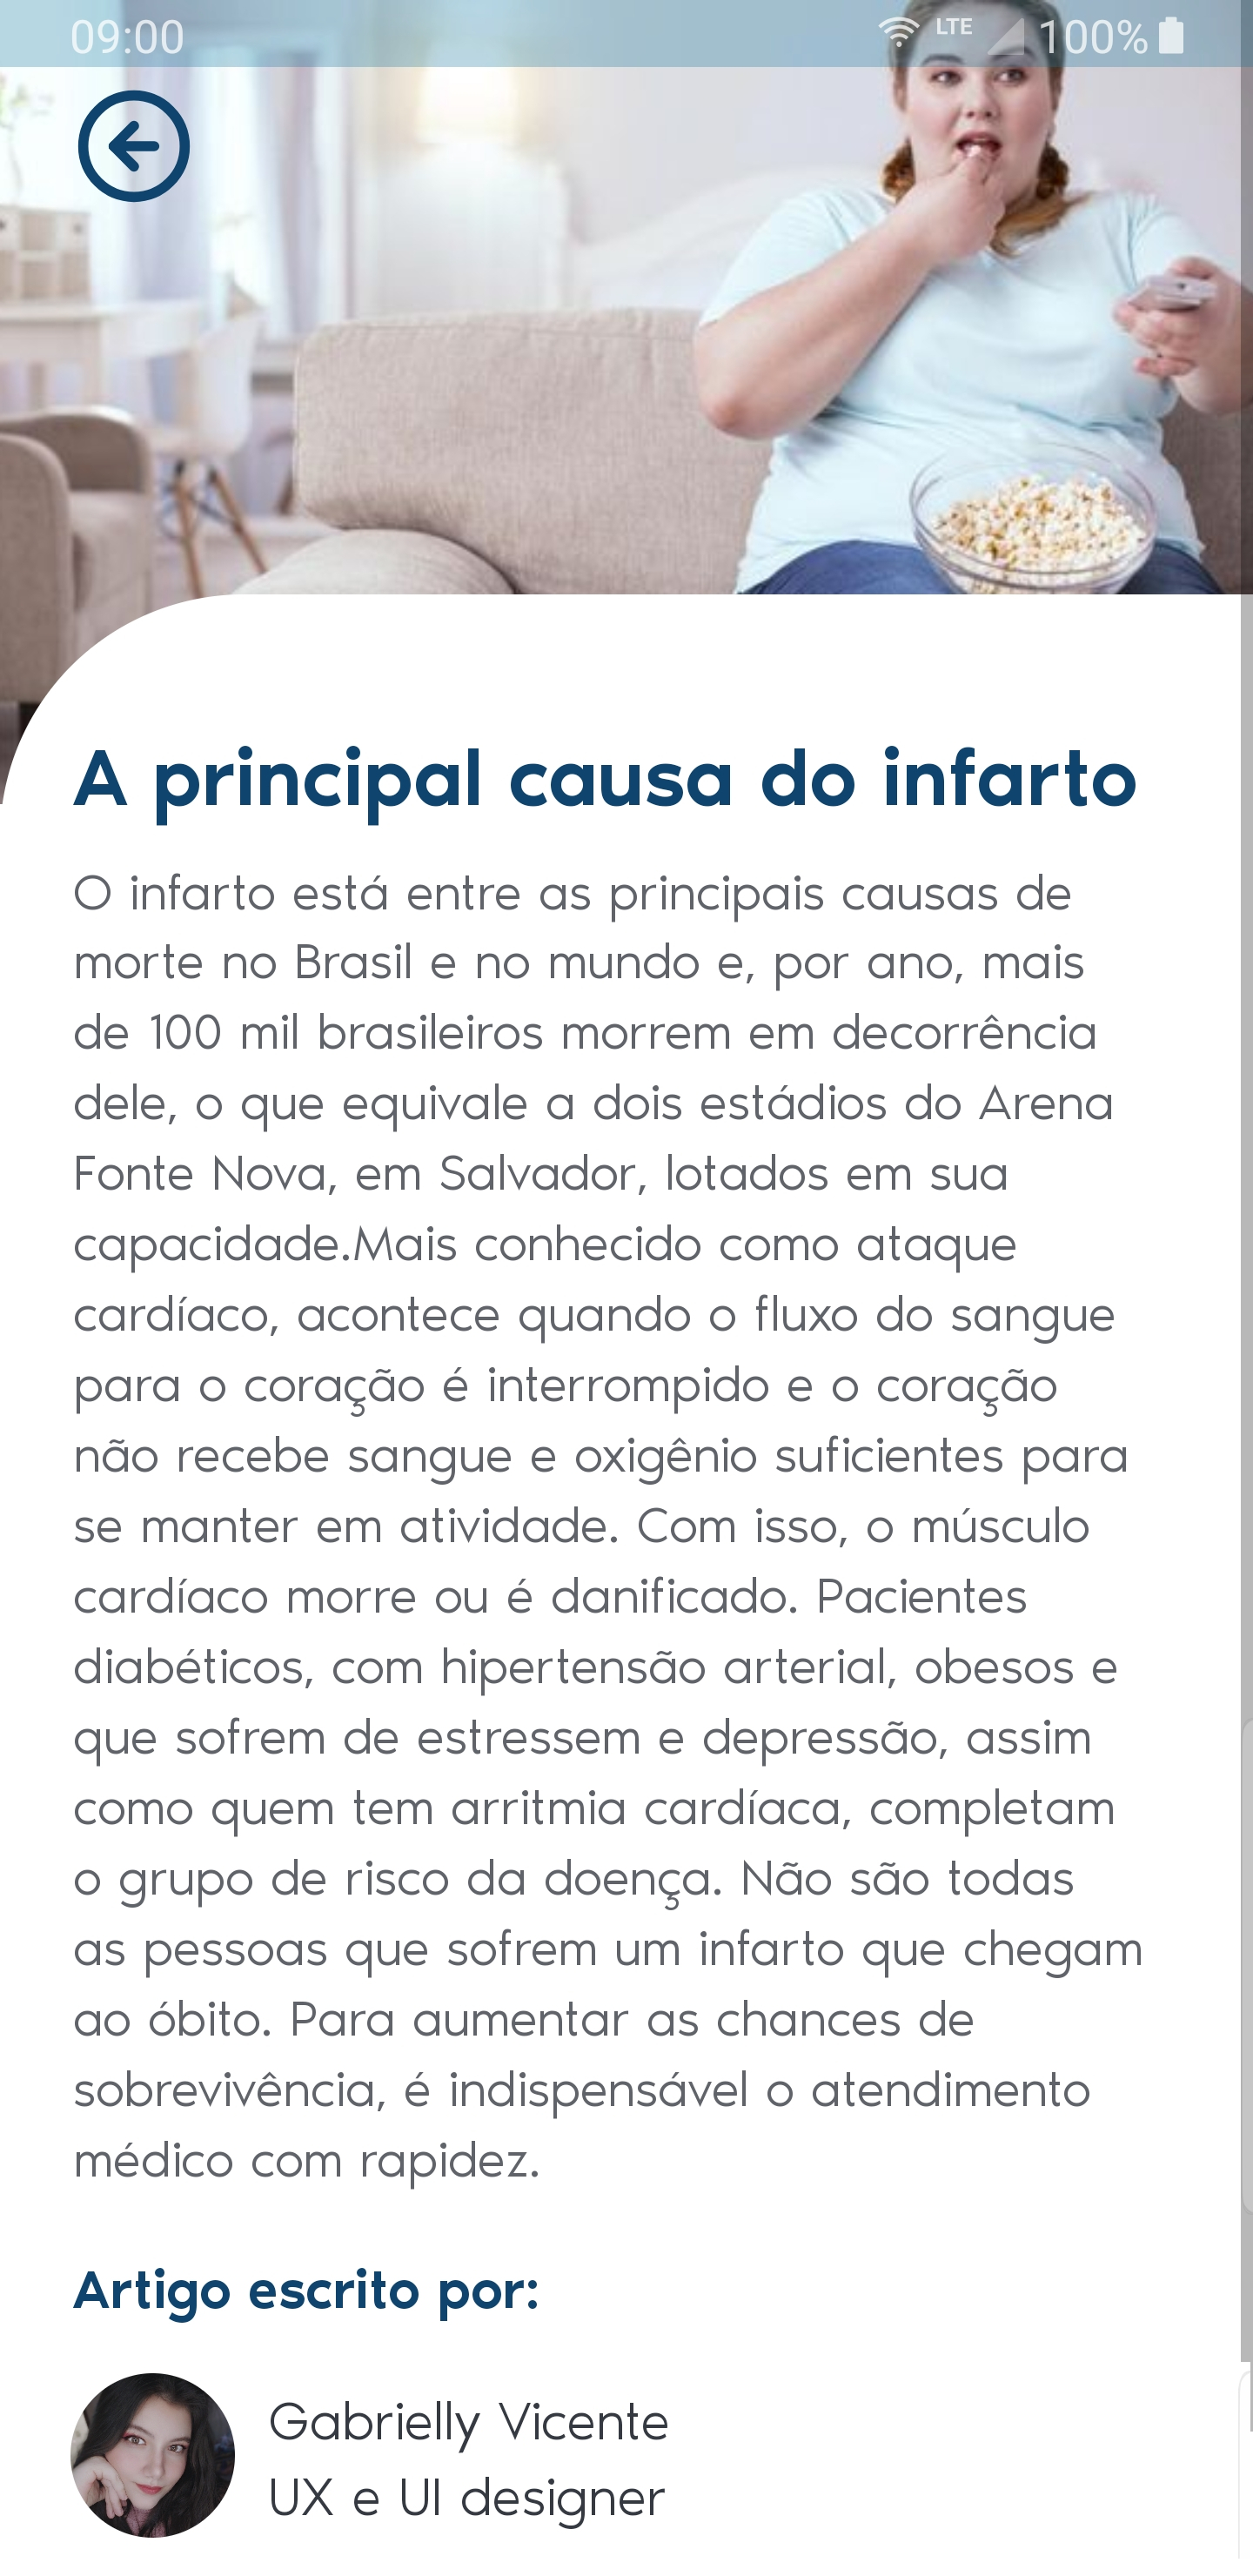 09:00
LTE
100%
A principal causa do infarto
O infarto está entre as principais causas de
morte no Brasil e no mundo e, por ano, mais
de 100 mil brasileiros morrem em decorrência
dele, o que equivale a dois estádios do Arena
Fonte Nova, em Salvador, lotados em sua
capacidade.Mais conhecido como ataque
cardíaco, acontece quando o fluxo do sangue
para o coração é interrompido e o coração
não recebe sangue e oxigênio suficientes para
se manter em atividade. Com isso, o músculo
cardíaco morre ou é danificado. Pacientes
diabéticos, com hipertensão arterial, obesos e
que sofrem de estressem e depressão, assim
como quem tem arritmia cardíaca, completam
o grupo de risco da doença. Não são todas
as pessoas que sofrem um infarto que chegam
ao óbito. Para aumentar as chances de
sobrevivência, é indispensável o atendimento
médico com rapidez.
Artigo escrito por:
Gabrielly Vicente
UX e UI designer